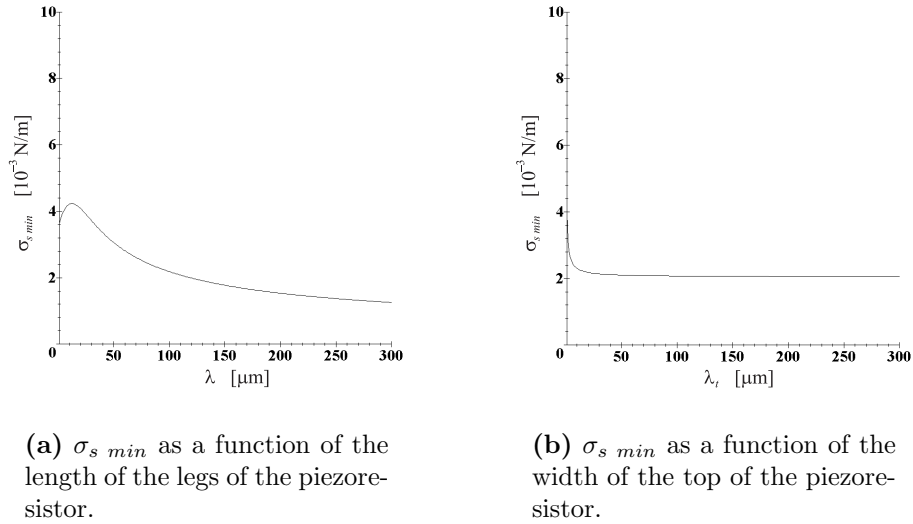 10
8
6
4
2
0
σs min [10⁻³ N/m]
50 100 150 200 250 300
λ [μm]
10
8
6
4
2
0
σs min [10⁻³ N/m]
50 100 150 200 250 300
λt [μm]
(a) σs min as a function of the
length of the legs of the piezore-
sistor.
(b) σs min as a function of the
width of the top of the piezore-
sistor.